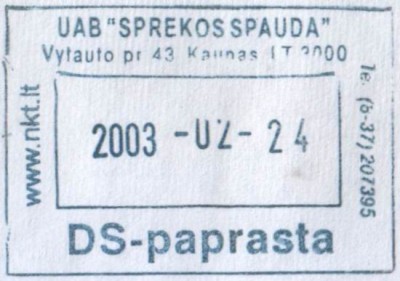 UAB "SPREKOS SPAUDA"
Vytauto pr 43 Kaunas LT 3000
www.nkt.lt
2003 -02- 24
Te. (8-37) 207395
DS-paprasta